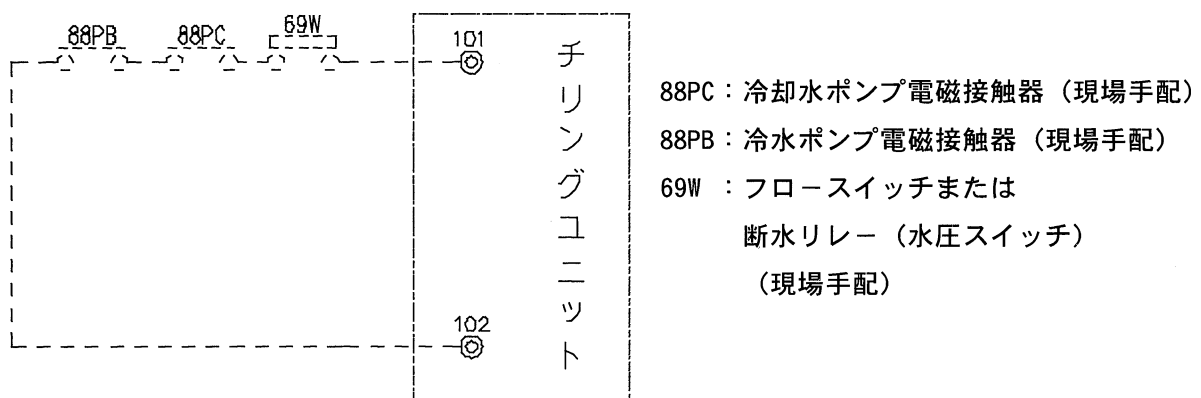 88PB
88PC
69W
101
チリングユニット
102
88PC：冷却水ポンプ電磁接触器（現場手配）
88PB：冷水ポンプ電磁接触器（現場手配）
69W ：フロースイッチまたは
断水リレー（水圧スイッチ）
（現場手配）